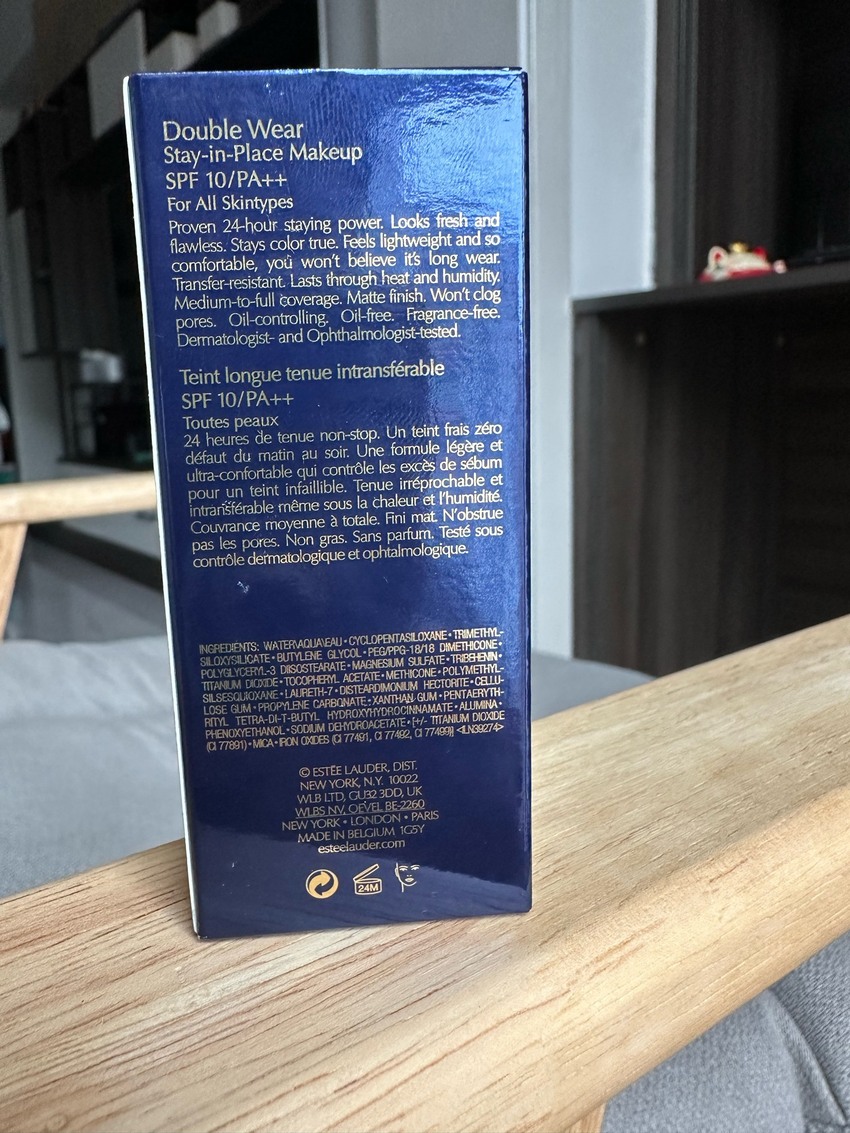 Double Wear
Stay-in-Place Makeup
SPF 10/PA++
For All Skintypes
Proven 24-hour staying power. Looks fresh and
flawless. Stays color true. Feels lightweight and so
comfortable, you won't believe it's long wear.
Transfer-resistant. Lasts through heat and humidity.
Medium-to-full coverage. Matte finish. Won't clog
pores. Oil-controlling. Oil-free. Fragrance-free.
Dermatologist- and Ophthalmologist-tested.
Teint longue tenue intransférable
SPF 10/PA++
Toutes peaux
24 heures de tenue non-stop. Un teint frais zéro
défaut du matin au soir. Une formule légère et
ultra-confortable qui contrôle les excès de sébum
pour un teint infaillible. Tenue irréprochable et
intransférable même sous la chaleur et l'humidité.
Couvrance moyenne à totale. Fini mat. N'obstrue
pas les pores. Non gras. Sans parfum. Testé sous
contrôle dermatologique et ophtalmologique.
INGREDIENTS: WATER\AQUA\EAU • CYCLOPENTASILOXANE • TRIMETHYL-
SILOXYSILICATE • BUTYLENE GLYCOL • PEG/PPG-18/18 DIMETHICONE •
POLYGLYCERYL-3 DIISOSTEARATE • MAGNESIUM SULFATE • TRIBEHENIN •
TITANIUM DIOXIDE • TOCOPHERYL ACETATE • METHICONE • POLYMETHYL-
SILSESQUIOXANE • LAURETH-7 • DISTEARDIMONIUM HECTORITE • CELLU-
LOSE GUM • PROPYLENE CARBONATE • XANTHAN GUM • PENTAERYTH-
RITYL TETRA-DI-T-BUTYL HYDROXYHYDROCINNAMATE • ALUMINA •
PHENOXYETHANOL • SODIUM DEHYDROACETATE • [+/- TITANIUM DIOXIDE
(CI 77891) • MICA • IRON OXIDES (CI 77491, CI 77492, CI 77499)] <ILN39274>
© ESTÉE LAUDER, DIST.
NEW YORK, N.Y. 10022
WLB LTD, GU32 3DD, UK
WLBS NV, OEVEL BE-2260
NEW YORK • LONDON • PARIS
MADE IN BELGIUM 1G5Y
esteelauder.com
24M